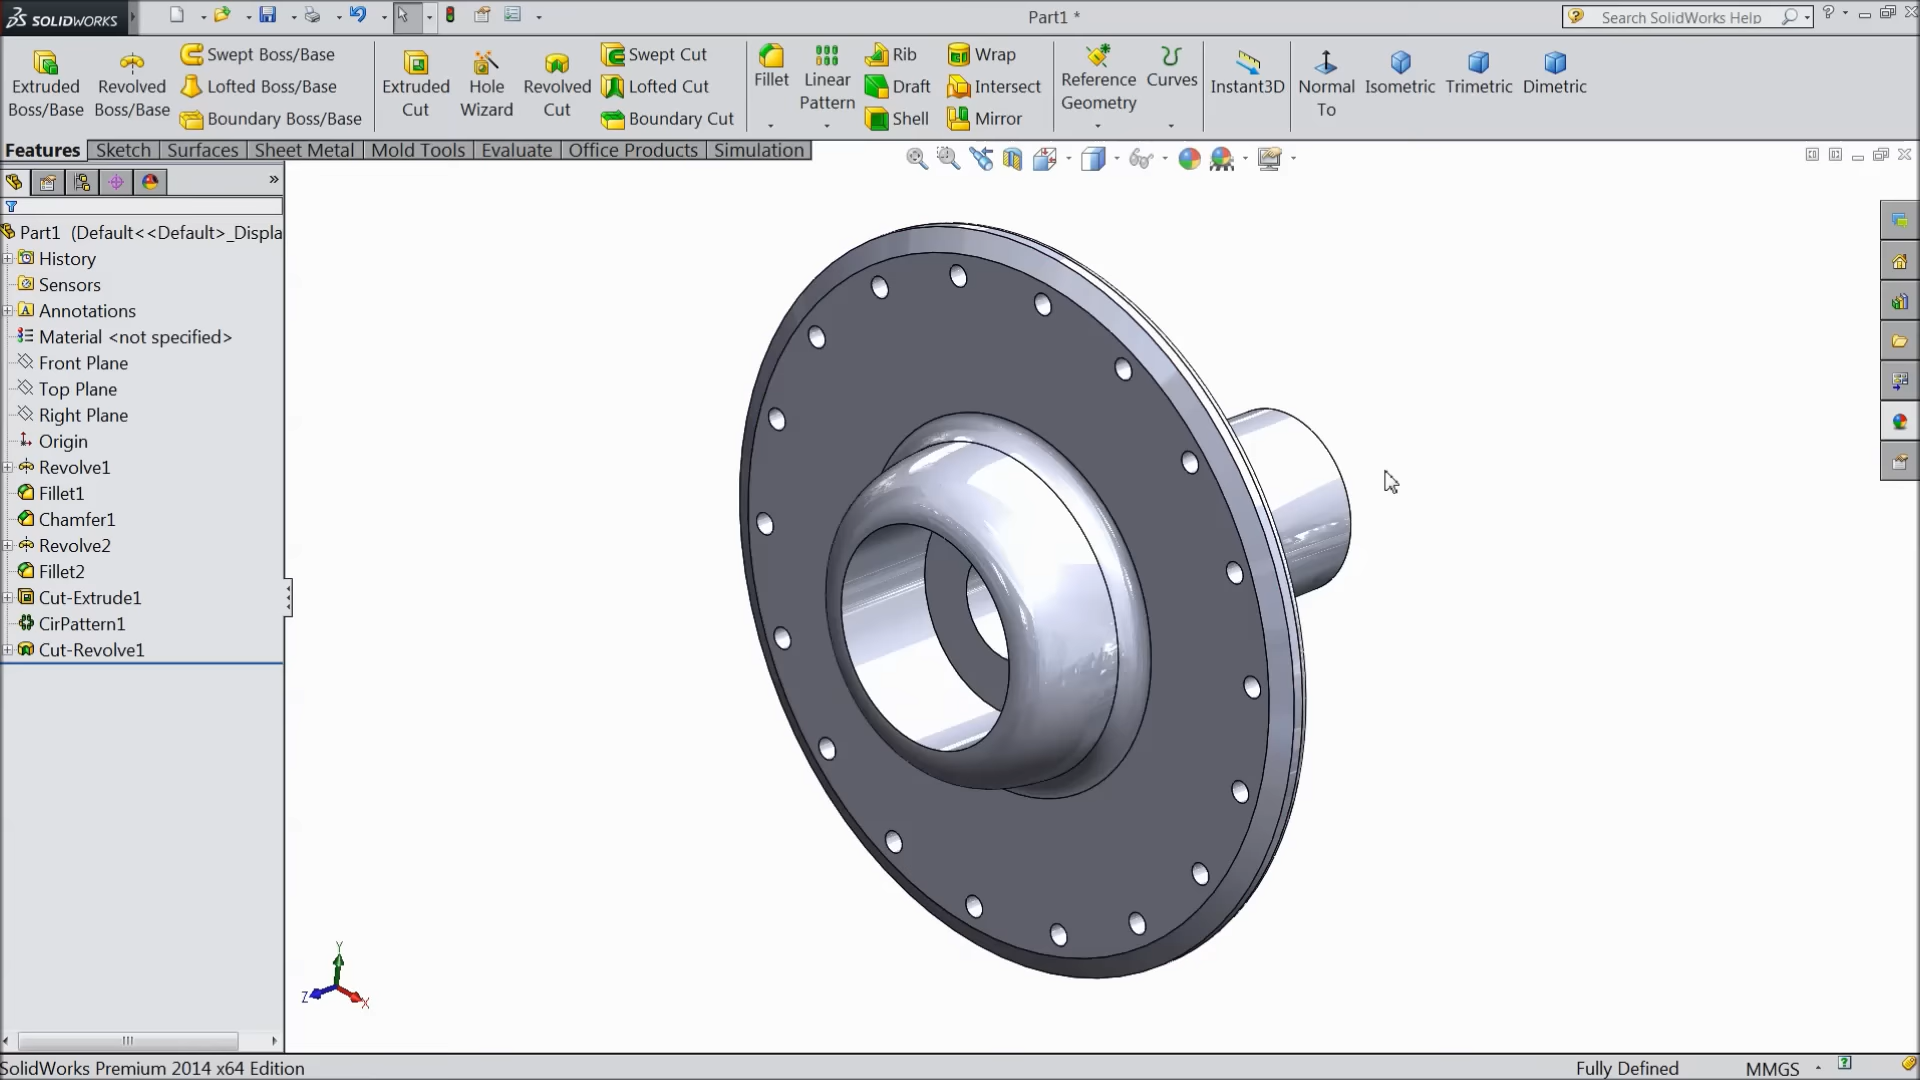 SOLIDWORKS
Part1 *
Search SolidWorks Help
Extruded Boss/Base
Revolved Boss/Base
Swept Boss/Base
Lofted Boss/Base
Boundary Boss/Base
Extruded Cut
Hole Wizard
Revolved Cut
Swept Cut
Lofted Cut
Boundary Cut
Fillet
Linear Pattern
Rib
Draft
Shell
Wrap
Intersect
Mirror
Reference Geometry
Curves
Instant3D
Normal To
Isometric
Trimetric
Dimetric
Features
Sketch
Surfaces
Sheet Metal
Mold Tools
Evaluate
Office Products
Simulation
Part1 (Default<<Default>_Displa
History
Sensors
Annotations
Material <not specified>
Front Plane
Top Plane
Right Plane
Origin
Revolve1
Fillet1
Chamfer1
Revolve2
Fillet2
Cut-Extrude1
CirPattern1
Cut-Revolve1
Y
Z
X
SolidWorks Premium 2014 x64 Edition
Fully Defined
MMGS